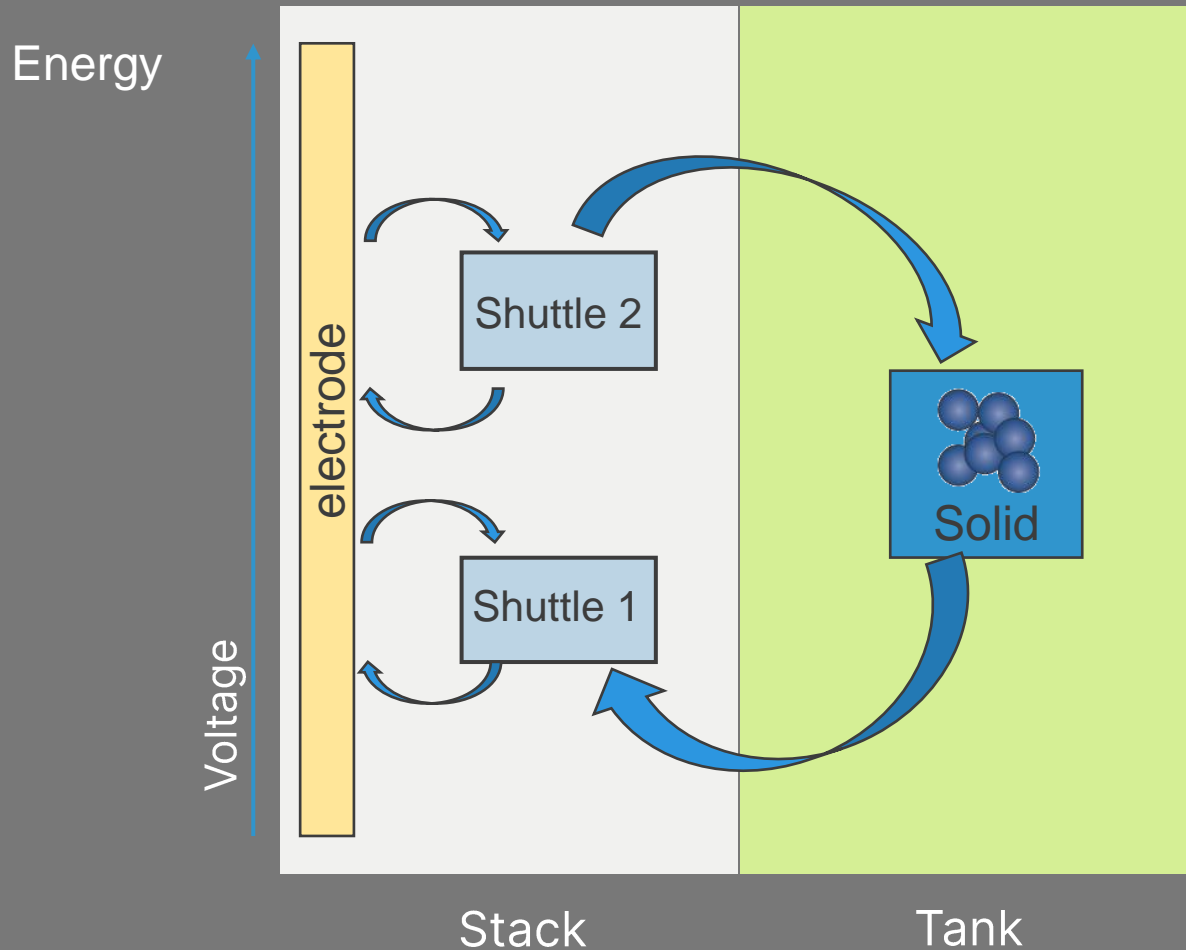 Energy
Voltage
electrode
Shuttle 2
Shuttle 1
Solid
Stack
Tank